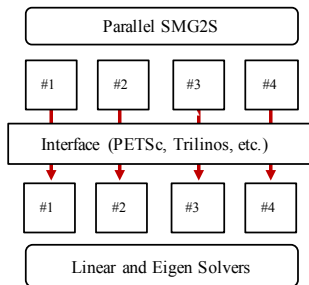 Parallel SMG2S
#1 #2 #3 #4
Interface (PETSc, Trilinos, etc.)
#1 #2 #3 #4
Linear and Eigen Solvers